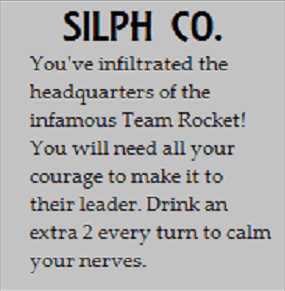 SILPH CO.
You've infiltrated the
headquarters of the
infamous Team Rocket!
You will need all your
courage to make it to
their leader. Drink an
extra 2 every turn to calm
your nerves.